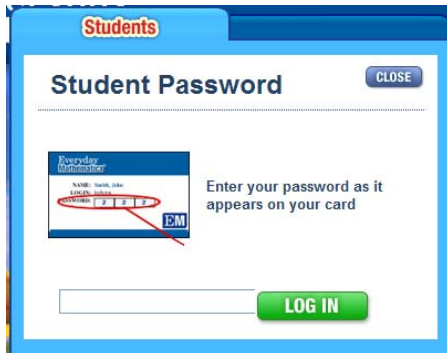 Students
Student Password
CLOSE
Everyday
Mathematics
NAME: Smith, John
LOGIN:
PASSWORD: 2 2 2
EM
Enter your password as it
appears on your card
LOG IN